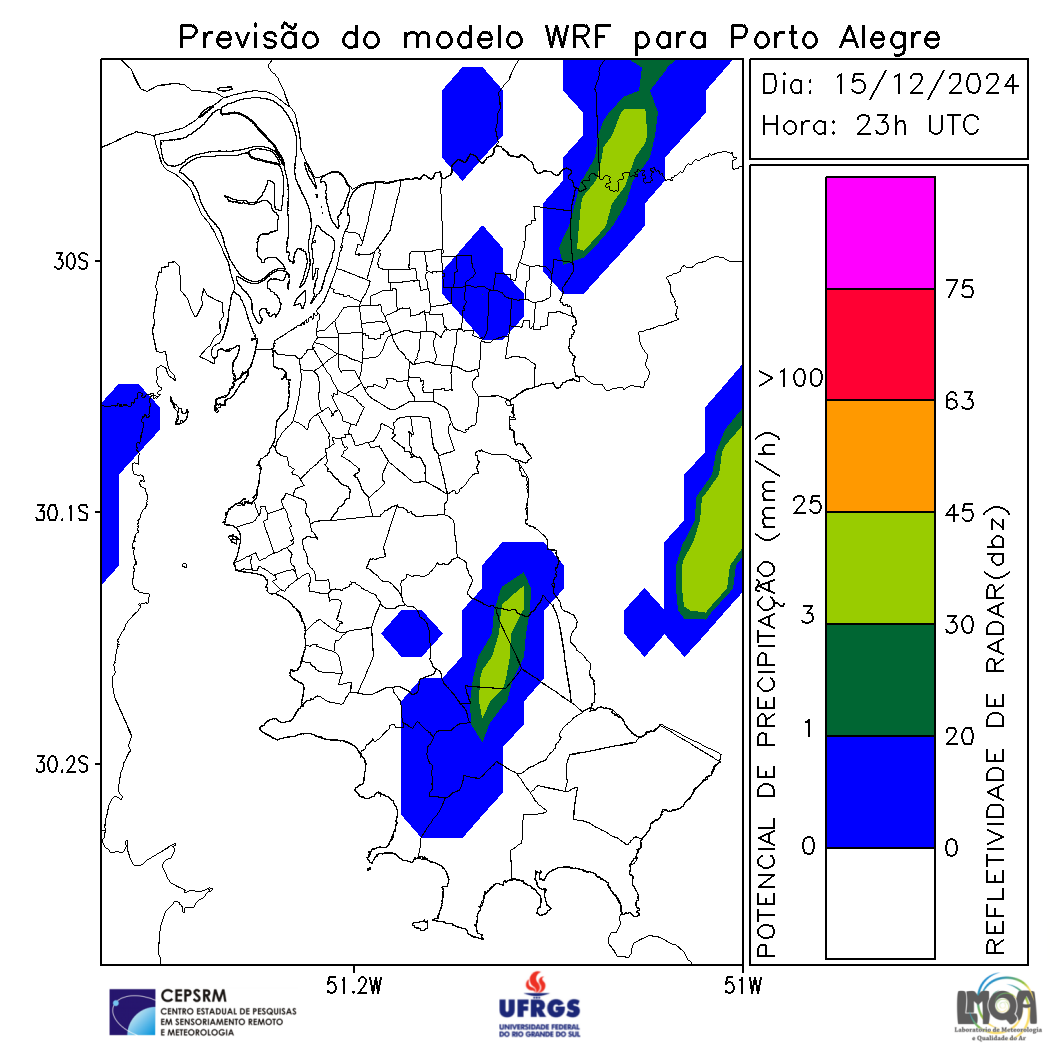 Previsão do modelo WRF para Porto Alegre
Dia: 15/12/2024
Hora: 23h UTC
30S
30.1S
30.2S
51.2W
51W
POTENCIAL DE PRECIPITAÇÃO (mm/h)
>100
25
3
1
0
75
63
45
30
20
0
REFLETIVIDADE DE RADAR(dbz)
CEPSRM
CENTRO ESTADUAL DE PESQUISAS
EM SENSORIAMENTO REMOTO
E METEOROLOGIA
UFRGS
UNIVERSIDADE FEDERAL
DO RIO GRANDE DO SUL
LMQA
Laboratório de Meteorologia
e Qualidade do Ar